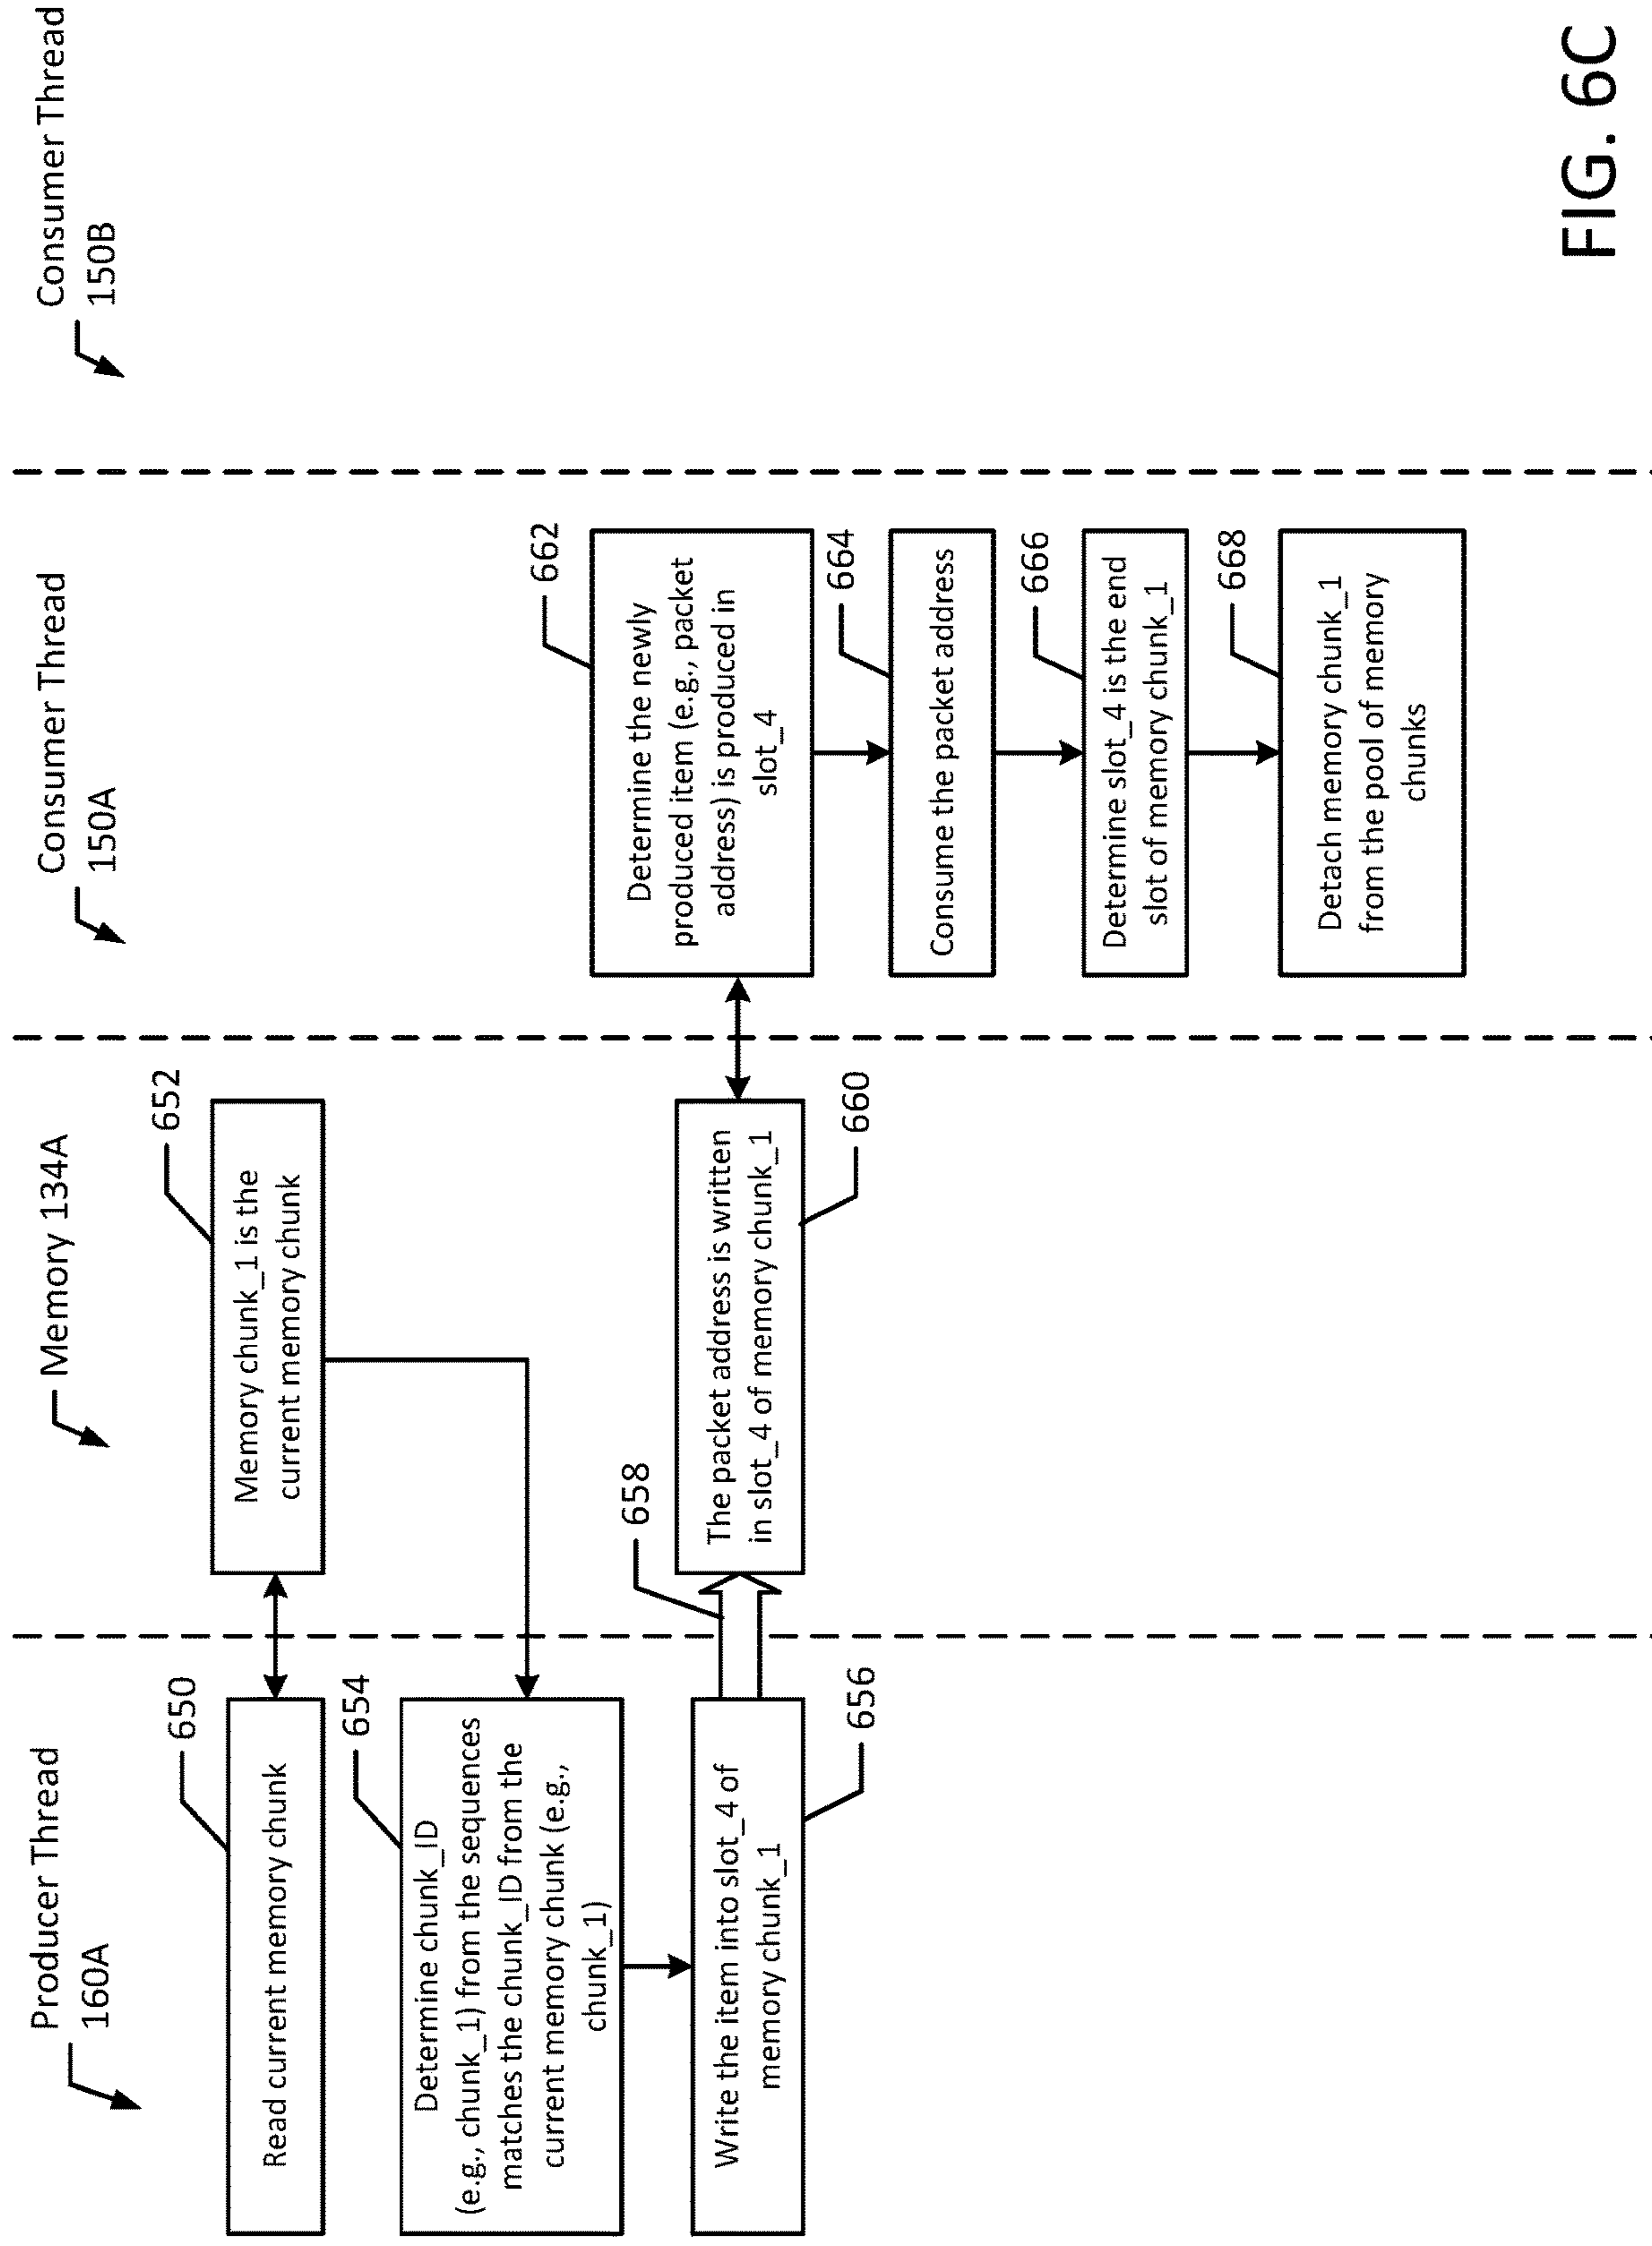 Producer Thread
160A
Memory 134A
Consumer Thread
150A
Consumer Thread
150B
650
Read current memory chunk
652
Memory chunk_1 is the
current memory chunk
654
Determine chunk_ID
(e.g., chunk_1) from the sequences
matches the chunk_ID from the
current memory chunk (e.g.,
chunk_1)
656
Write the item into slot_4 of
memory chunk_1
658
The packet address is written
in slot_4 of memory chunk_1
660
662
Determine the newly
produced item (e.g., packet
address) is produced in
slot_4
664
Consume the packet address
666
Determine slot_4 is the end
slot of memory chunk_1
668
Detach memory chunk_1
from the pool of memory
chunks
FIG. 6C